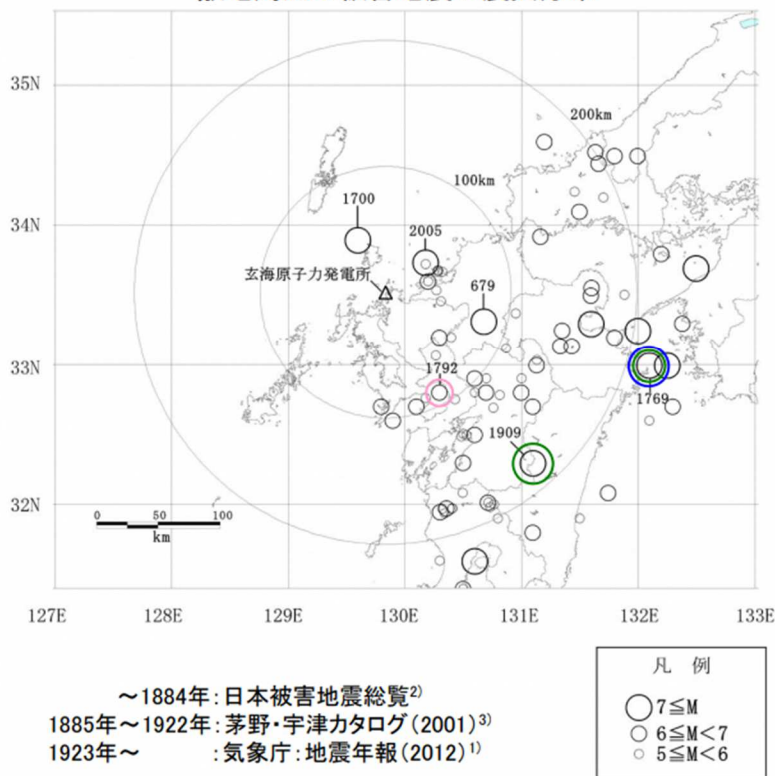 35N
200km
100km
1700
34N
2005
玄海原子力発電所
679
33N
1792
1769
1909
32N
0 50 100
km
127E 128E 129E 130E 131E 132E 133E
凡 例
7≦M
6≦M<7
5≦M<6
～1884年:日本被害地震総覧2)
1885年～1922年:茅野・宇津カタログ(2001)3)
1923年～ :気象庁:地震年報(2012)1)